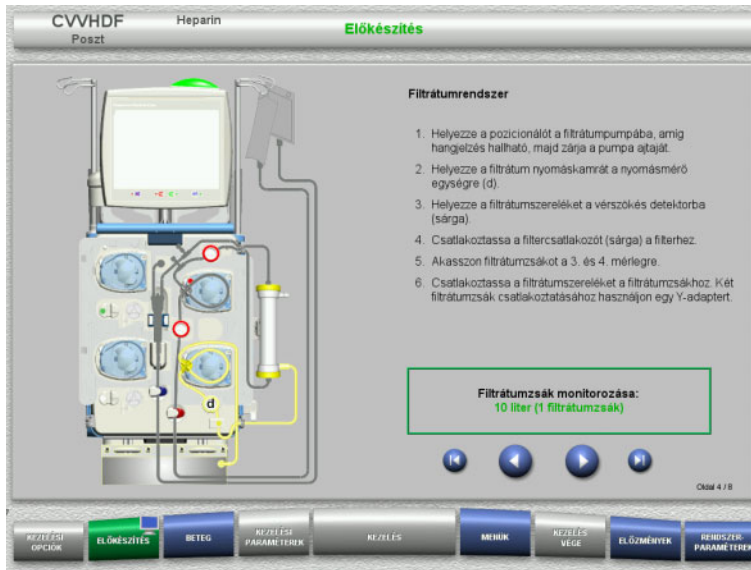 CVVHDF
Poszt
Heparin
Előkészítés
Filtrátumrendszer
1. Helyezze a pozicionálót a filtrátumpumpába, amíg
hangjelzés hallható, majd zárja a pumpa ajtaját.
2. Helyezze a filtrátum nyomáskamrát a nyomásmérő
egységre (d).
3. Helyezze a filtrátumszereléket a vérszökés detektorba
(sárga).
4. Csatlakoztassa a filtercsatlakozót (sárga) a filterhez.
5. Akasszon filtrátumzsákot a 3. és 4. mérlegre.
6. Csatlakoztassa a filtrátumszereléket a filtrátumzsákhoz. Két
filtrátumzsák csatlakoztatásához használjon egy Y-adaptert.
d
Filtrátumzsák monitorozása:
10 liter (1 filtrátumzsák)
Oldal 4 / 8
KEZELÉSI
OPCIÓK
ELŐKÉSZÍTÉS
BETEG
KEZELÉSI
PARAMÉTEREK
KEZELÉS
MENÜK
KEZELÉS
VÉGE
ELŐZMÉNYEK
RENDSZER-
PARAMÉTEREK